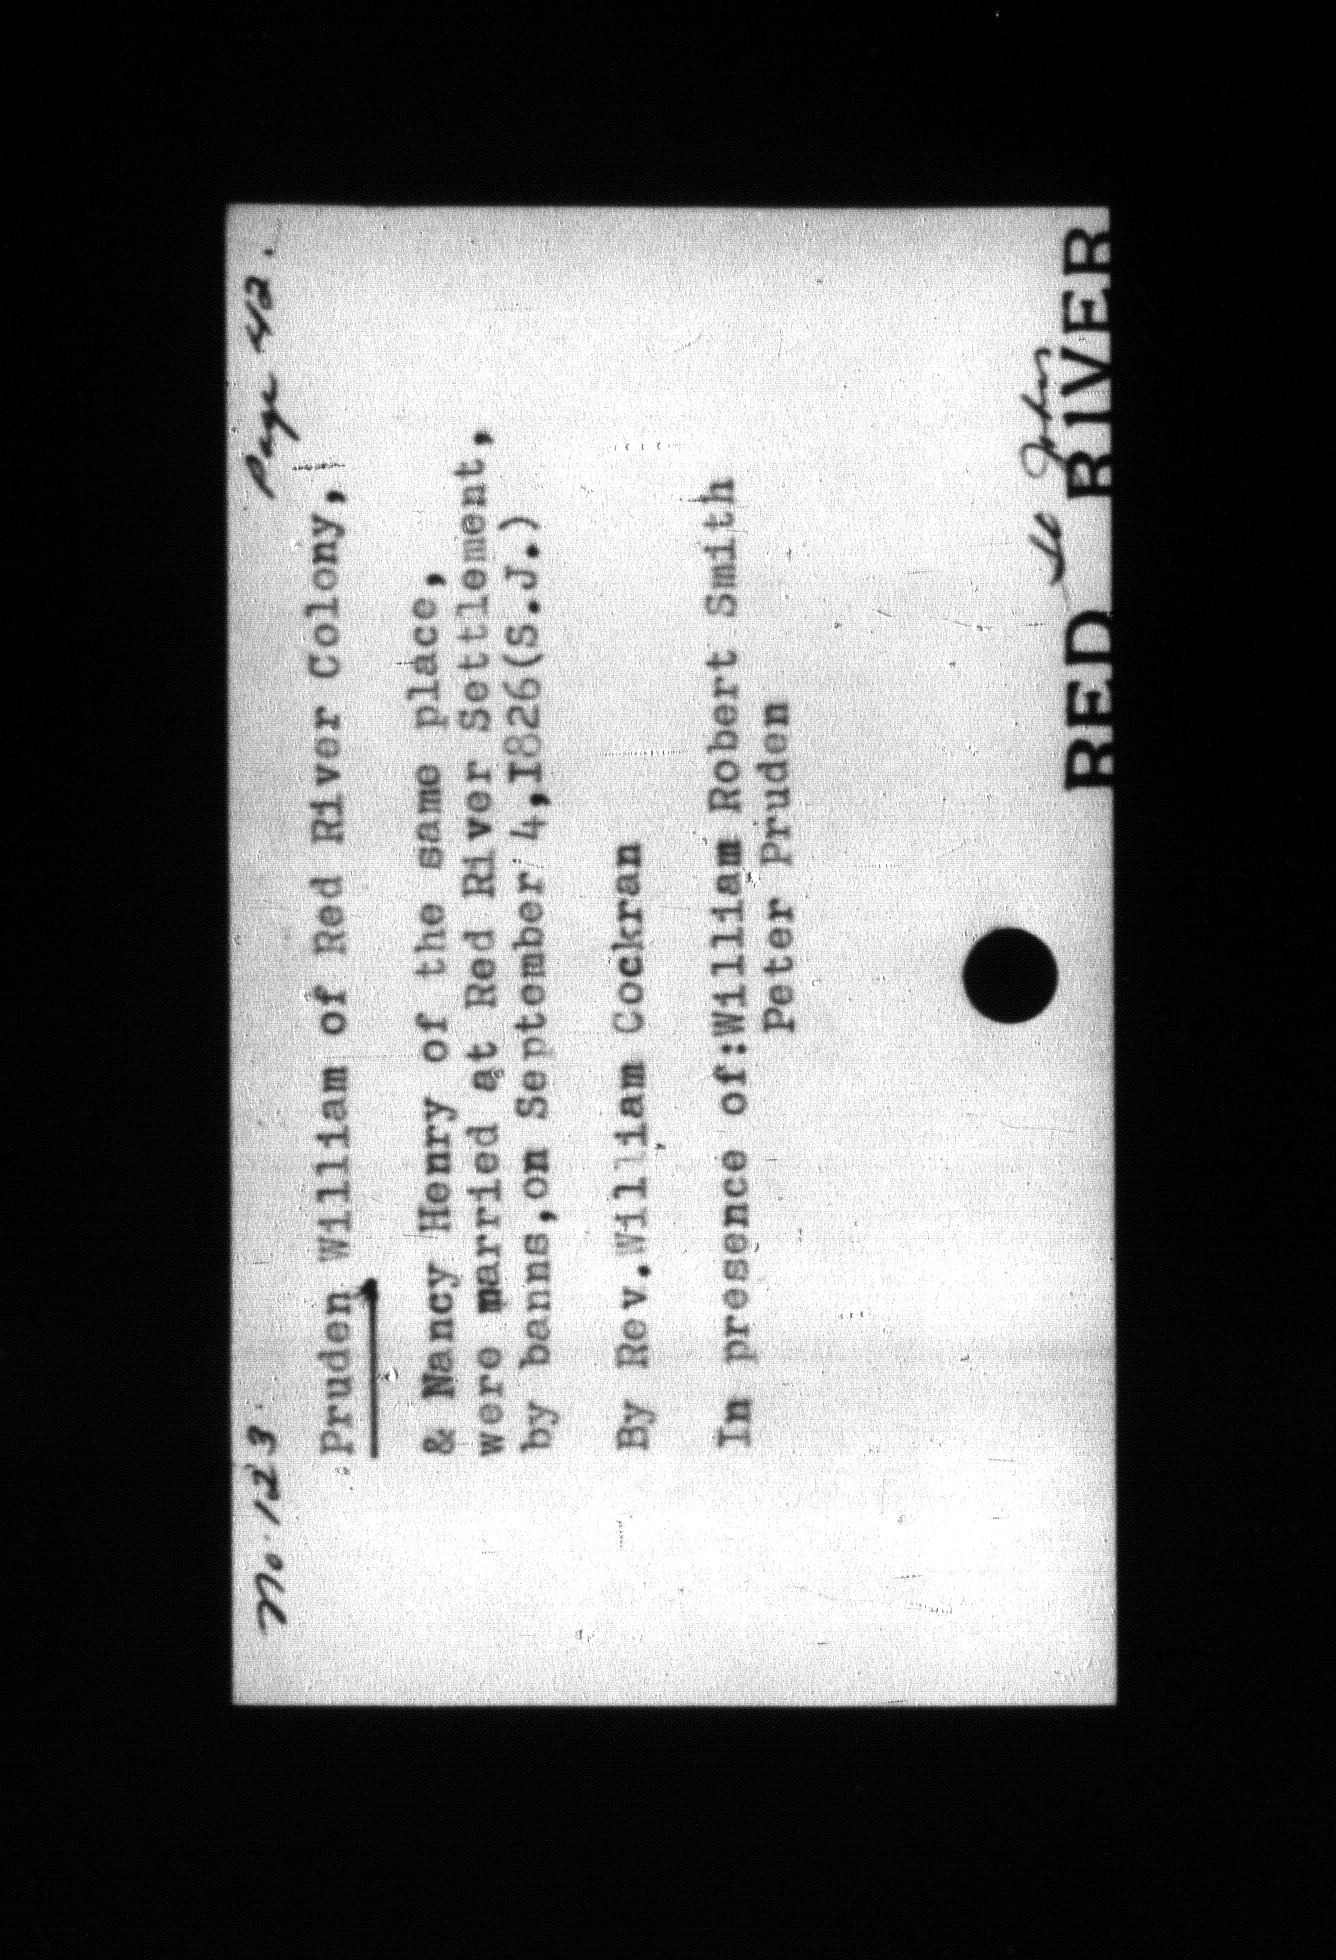 No. 123. Page 42.
Pruden William of Red River Colony,
& Nancy Henry of the same place,
were married at Red River Settlement,
by banns,on September 4,I826(S.J.)
By Rev.William Cockran
In presence of:William Robert Smith
Peter Pruden
St Johns
RED RIVER